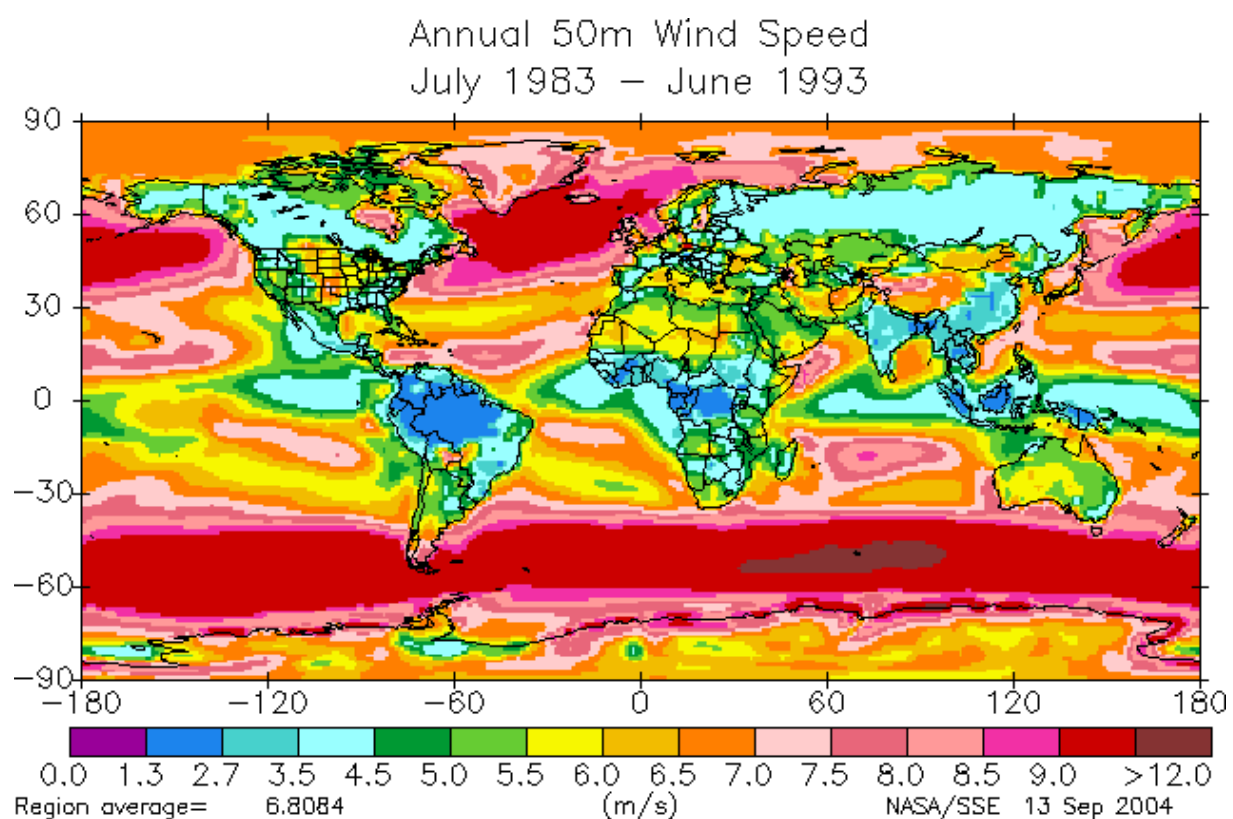 Annual 50m Wind Speed
July 1983 – June 1993
90
60
30
0
−30
−60
−90
−180 −120 −60 0 60 120 180
0.0 1.3 2.7 3.5 4.5 5.0 5.5 6.0 6.5 7.0 7.5 8.0 8.5 9.0 >12.0
Region average= 6.8084 (m/s) NASA/SSE 13 Sep 2004